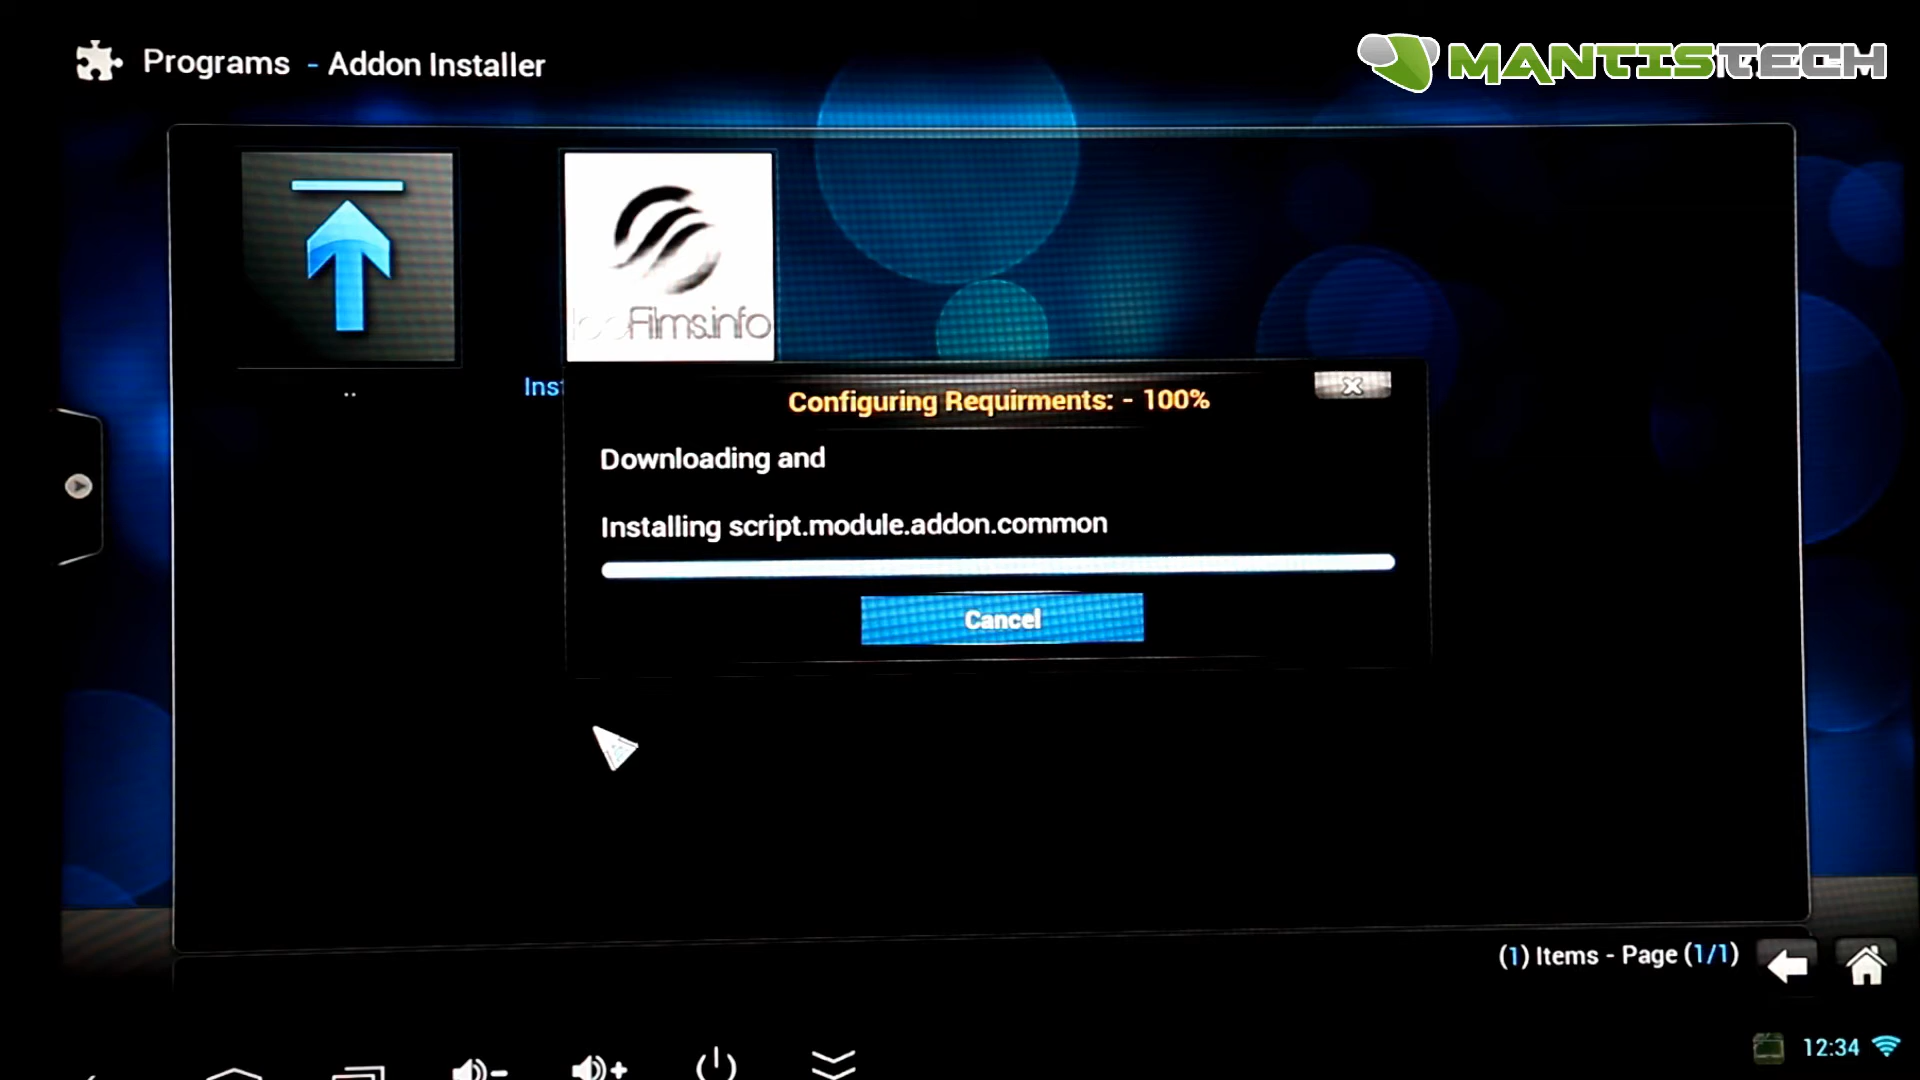 Programs - Addon Installer
MANTISTECH
Films.info
..
Inst
Configuring Requirments: - 100%
Downloading and
Installing script.module.addon.common
Cancel
(1) Items - Page (1/1)
12:34